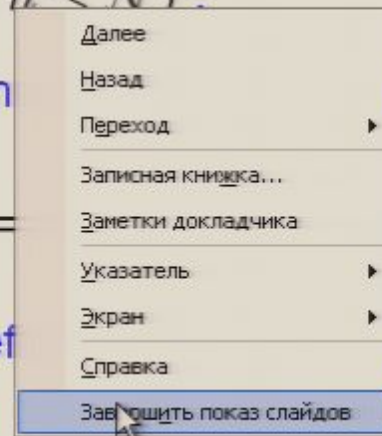 Далее
Назад
Переход
Записная книжка...
Заметки докладчика
Указатель
Экран
Справка
Завершить показ слайдов